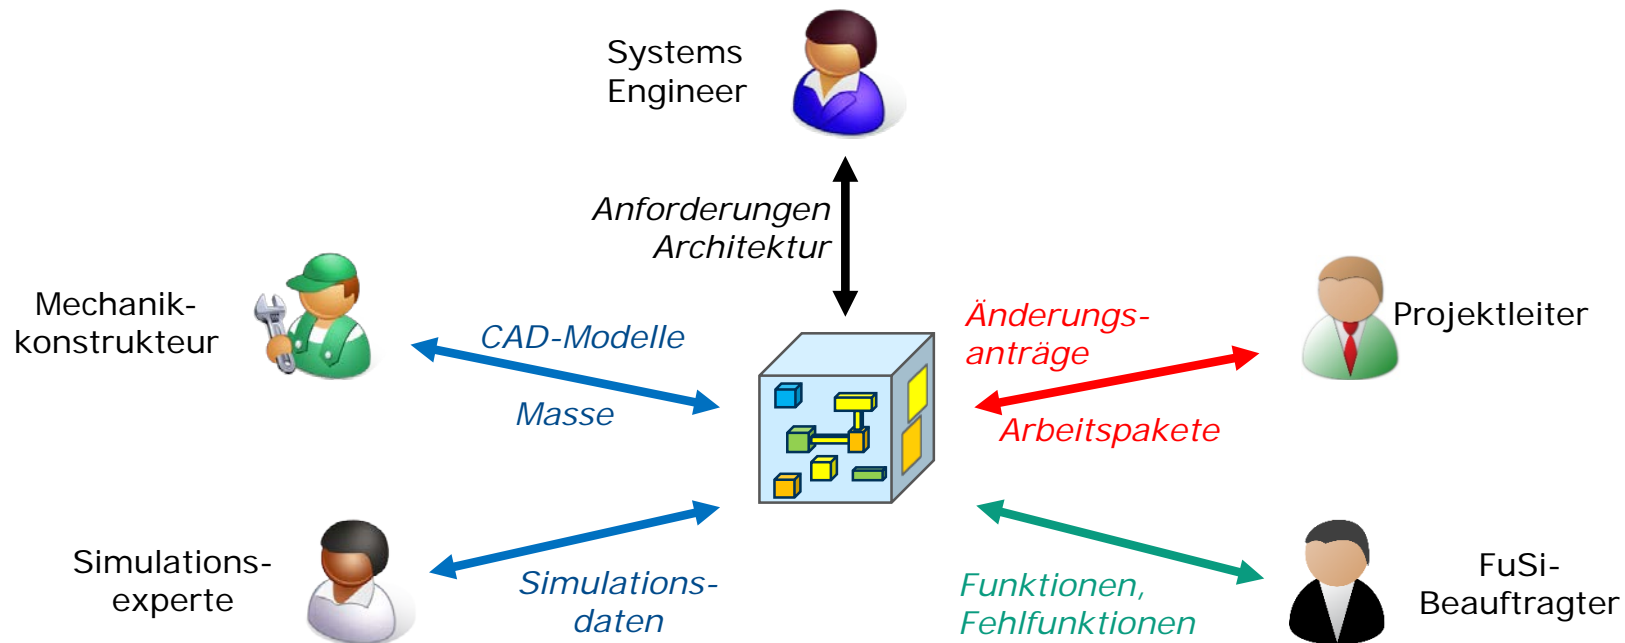 Systems
Engineer
Anforderungen
Architektur
Mechanik-
konstrukteur
CAD-Modelle
Masse
Änderungs-
anträge
Arbeitspakete
Projektleiter
Simulations-
experte
Simulations-
daten
Funktionen,
Fehlfunktionen
FuSi-
Beauftragter